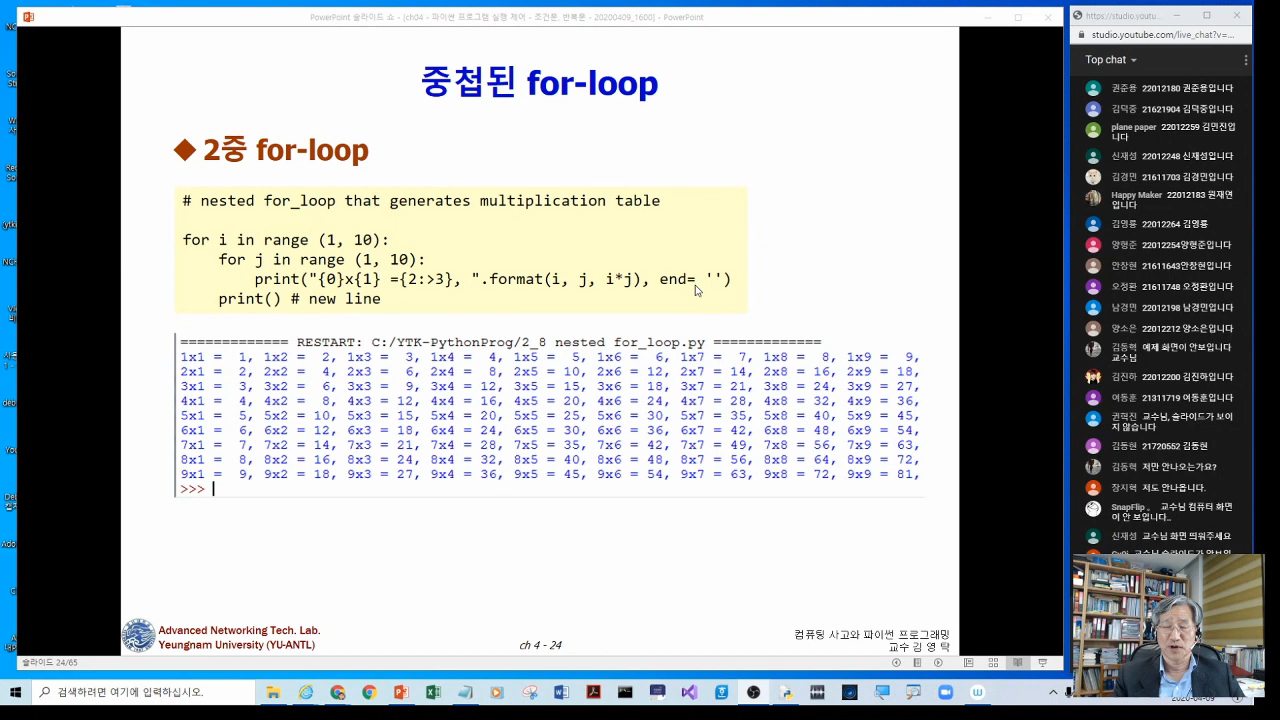 PowerPoint 슬라이드 쇼 - [ch04 - 파이썬 프로그램 실행 제어 - 조건문, 반복문 - 20200409_1600] - PowerPoint
중첩된 for-loop
◆ 2중 for-loop
# nested for_loop that generates multiplication table
for i in range (1, 10):
for j in range (1, 10):
print("{0}x{1} ={2:>3}, ".format(i, j, i*j), end= '')
print() # new line
============= RESTART: C:/YTK-PythonProg/2_8 nested for_loop.py =============
1x1 =  1, 1x2 =  2, 1x3 =  3, 1x4 =  4, 1x5 =  5, 1x6 =  6, 1x7 =  7, 1x8 =  8, 1x9 =  9,
2x1 =  2, 2x2 =  4, 2x3 =  6, 2x4 =  8, 2x5 = 10, 2x6 = 12, 2x7 = 14, 2x8 = 16, 2x9 = 18,
3x1 =  3, 3x2 =  6, 3x3 =  9, 3x4 = 12, 3x5 = 15, 3x6 = 18, 3x7 = 21, 3x8 = 24, 3x9 = 27,
4x1 =  4, 4x2 =  8, 4x3 = 12, 4x4 = 16, 4x5 = 20, 4x6 = 24, 4x7 = 28, 4x8 = 32, 4x9 = 36,
5x1 =  5, 5x2 = 10, 5x3 = 15, 5x4 = 20, 5x5 = 25, 5x6 = 30, 5x7 = 35, 5x8 = 40, 5x9 = 45,
6x1 =  6, 6x2 = 12, 6x3 = 18, 6x4 = 24, 6x5 = 30, 6x6 = 36, 6x7 = 42, 6x8 = 48, 6x9 = 54,
7x1 =  7, 7x2 = 14, 7x3 = 21, 7x4 = 28, 7x5 = 35, 7x6 = 42, 7x7 = 49, 7x8 = 56, 7x9 = 63,
8x1 =  8, 8x2 = 16, 8x3 = 24, 8x4 = 32, 8x5 = 40, 8x6 = 48, 8x7 = 56, 8x8 = 64, 8x9 = 72,
9x1 =  9, 9x2 = 18, 9x3 = 27, 9x4 = 36, 9x5 = 45, 9x6 = 54, 9x7 = 63, 9x8 = 72, 9x9 = 81,
>>>
Advanced Networking Tech. Lab.
Yeungnam University (YU-ANTL)
ch 4 - 24
컴퓨팅 사고와 파이썬 프로그래밍
교수 김 영 탁
슬라이드 24/65
검색하려면 여기에 입력하십시오.
https://studio.youtu...
studio.youtube.com/live_chat?v=...
Top chat
권준용 22012180 권준용입니다
김덕중 21621904 김덕중입니다
plane paper 22012259 김민진입
니다
신재성 22012248 신재성입니다
김경민 21611703 김경민입니다
Happy Maker 22012183 원재연
입니다
김영룡 22012264 김영룡
양형준 22012254양형준입니다
안창현 21611643안창현입니다
오정환 21611748 오정환입니다
남경민 22012198 남경민입니다
양소은 22012212 양소은입니다
김동혁 예제 화면이 안보입니다
교수님
김진하 22012200 김진하입니다
이동훈 21311719 이동훈입니다
권혁진 교수님, 슬라이드가 보이
지 않습니다
김동현 21720552 김동현
김동혁 저만 안나오는가요?
장지혁 저도 안나옵니다.
SnapFlip 。 교수님 컴퓨터 화면
이 안 보입니다...
신재성 교수님 화면 띄워주세요
2020-04-09